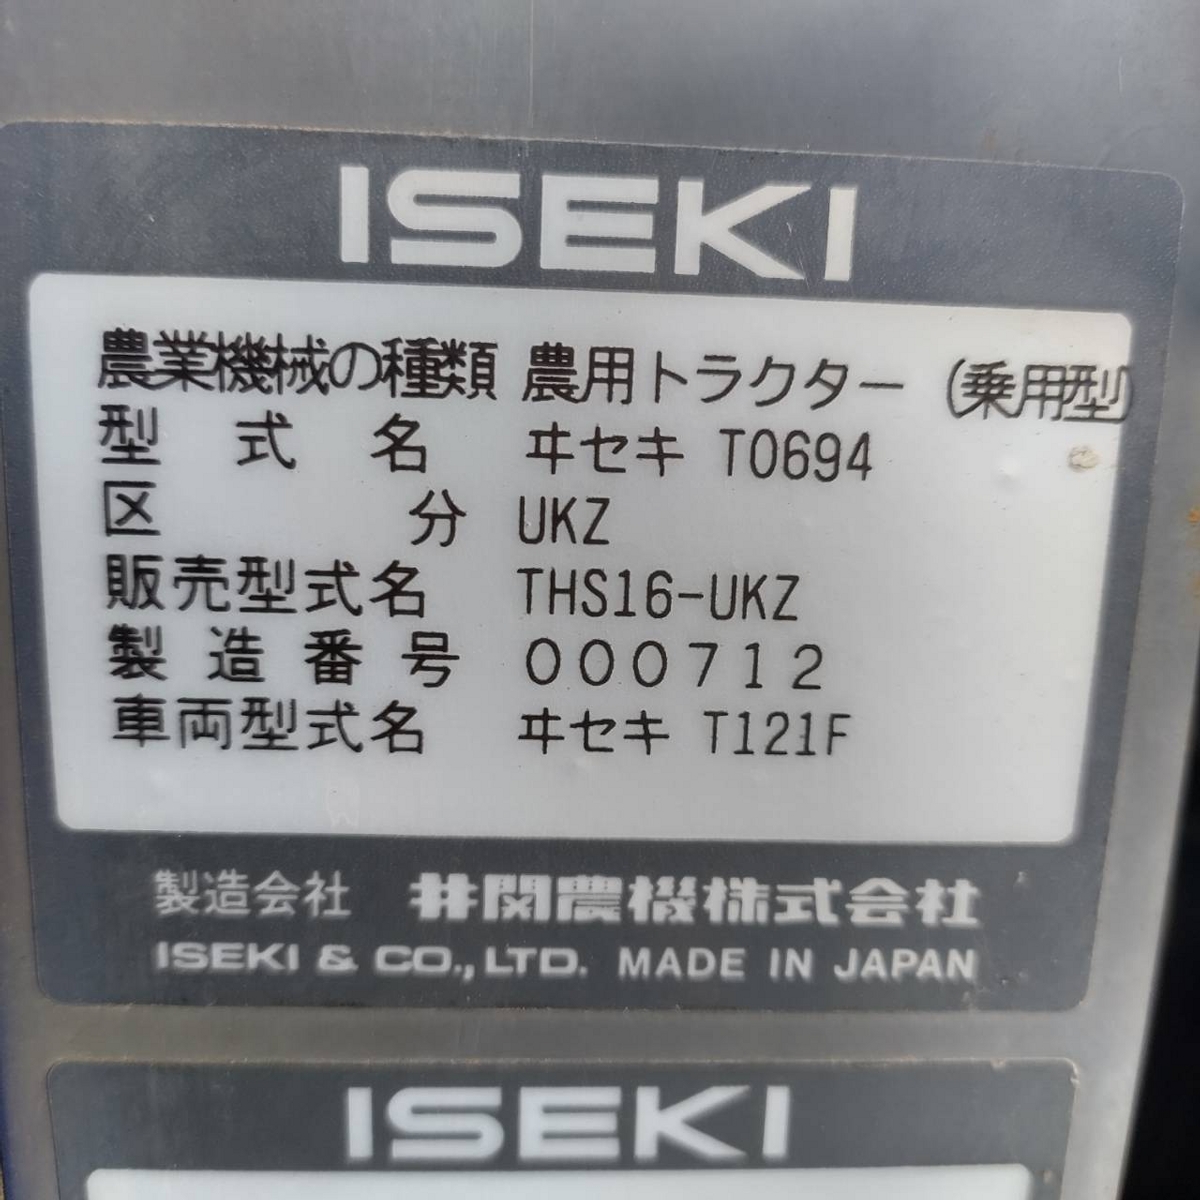 ISEKI
農業機械の種類 農用トラクター (乗用型)
型式名 ヰセキ T0694
区分 UKZ
販売型式名 THS16-UKZ
製造番号 000712
車両型式名 ヰセキ T121F
製造会社 井関農機株式会社
ISEKI & CO., LTD. MADE IN JAPAN
ISEKI